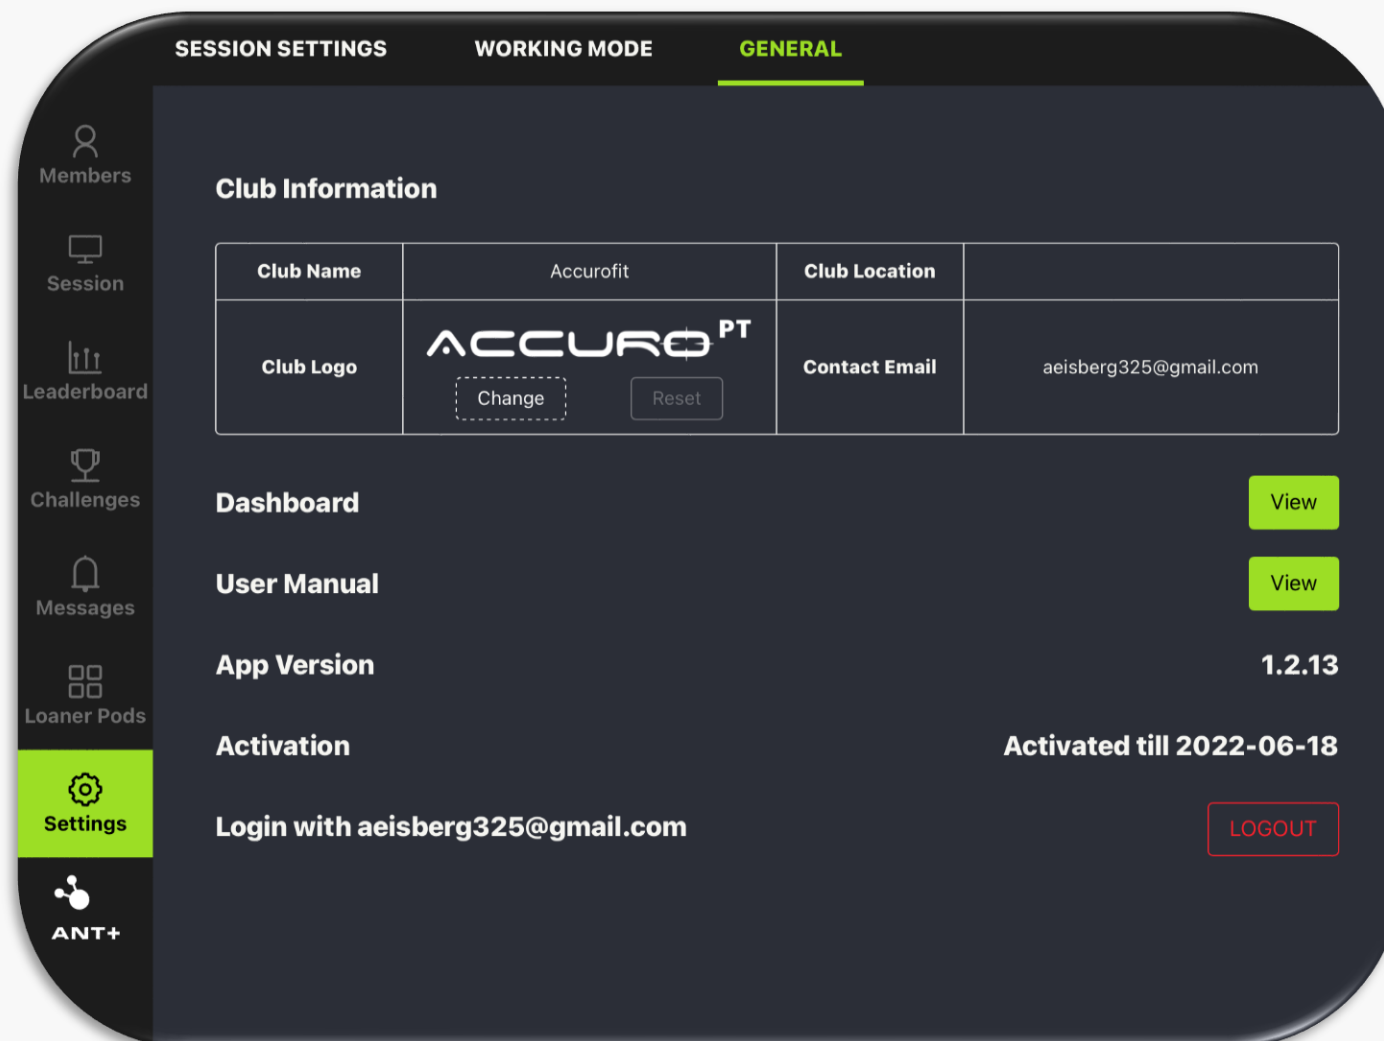 SESSION SETTINGS WORKING MODE GENERAL
Members
Session
Leaderboard
Challenges
Messages
Loaner Pods
Settings
ANT+
Club Information
Club Name Accurofit Club Location
Club Logo ACCURO PT Contact Email aeisberg325@gmail.com
Change Reset
Dashboard View
User Manual View
App Version 1.2.13
Activation Activated till 2022-06-18
Login with aeisberg325@gmail.com LOGOUT